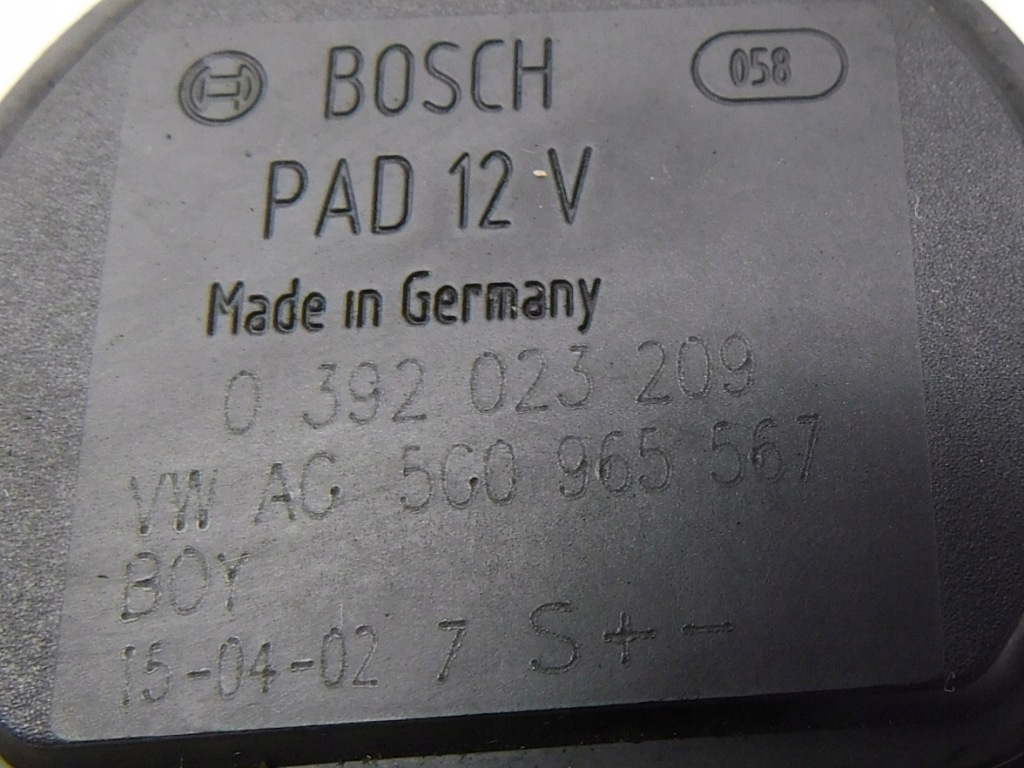 BOSCH 058
PAD 12 V
Made in Germany
0 392 023 209
VW AG 5G0 965 567
BOY
15-04-02 7 S + -